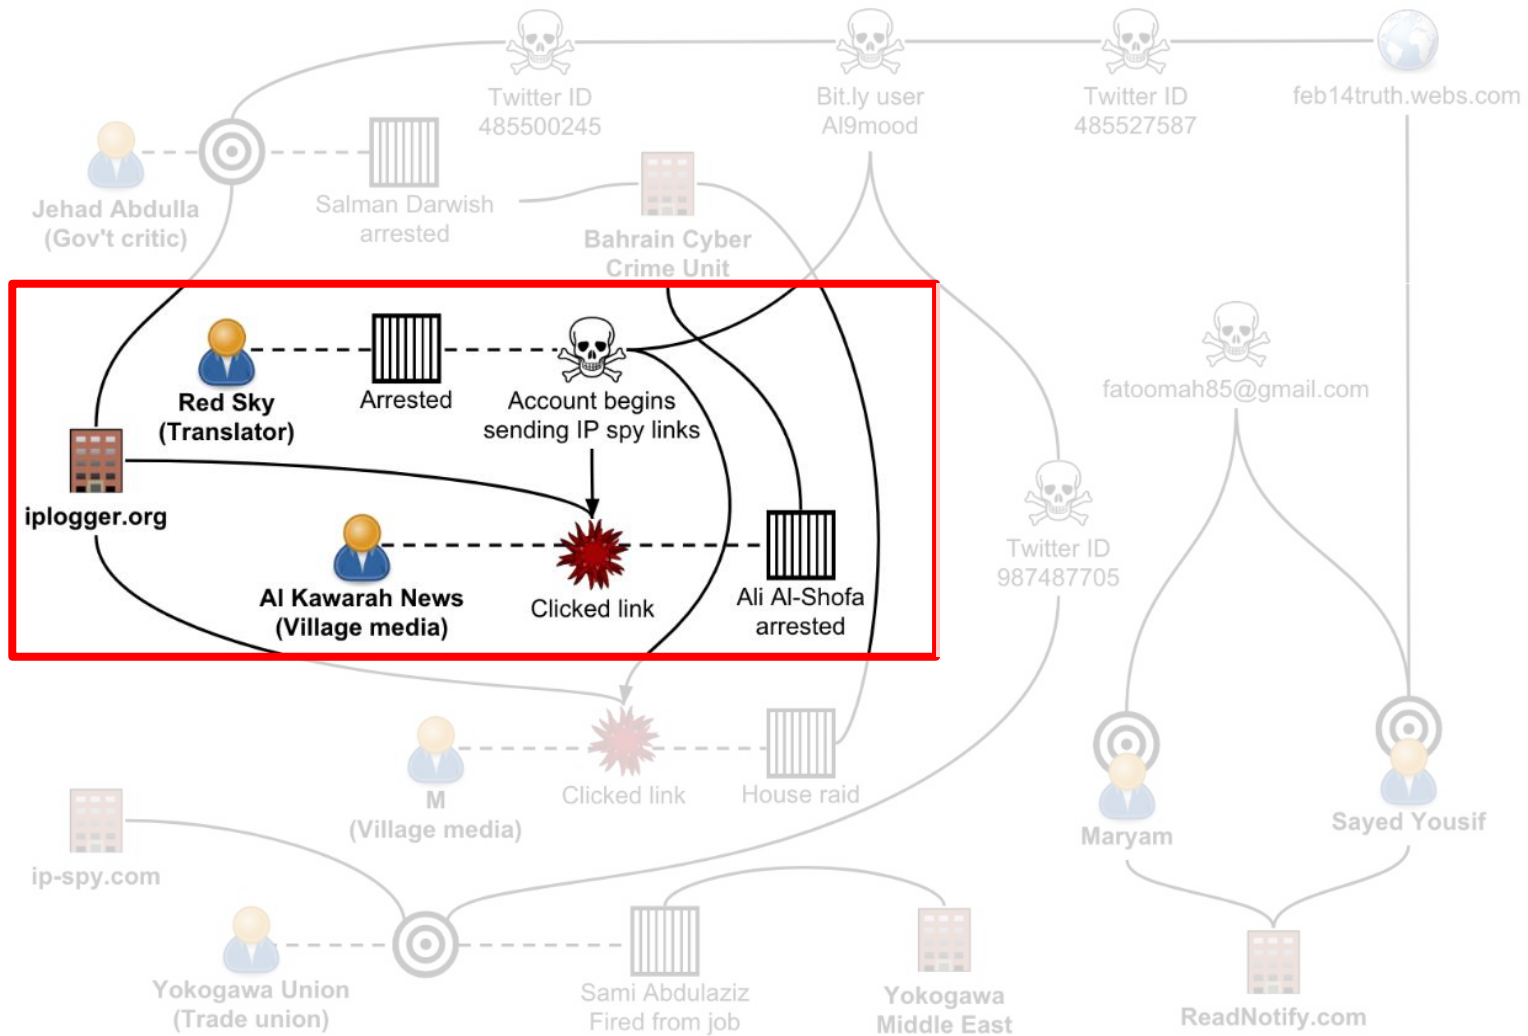 Twitter ID
485500245
Bit.ly user
Al9mood
Twitter ID
485527587
feb14truth.webs.com
Jehad Abdulla
(Gov't critic)
Salman Darwish
arrested
Bahrain Cyber
Crime Unit
Red Sky
(Translator)
Arrested
Account begins
sending IP spy links
fatoomah85@gmail.com
iplogger.org
Al Kawarah News
(Village media)
Clicked link
Ali Al-Shofa
arrested
Twitter ID
987487705
M
(Village media)
Clicked link
House raid
Maryam
Sayed Yousif
ip-spy.com
Yokogawa Union
(Trade union)
Sami Abdulaziz
Fired from job
Yokogawa
Middle East
ReadNotify.com